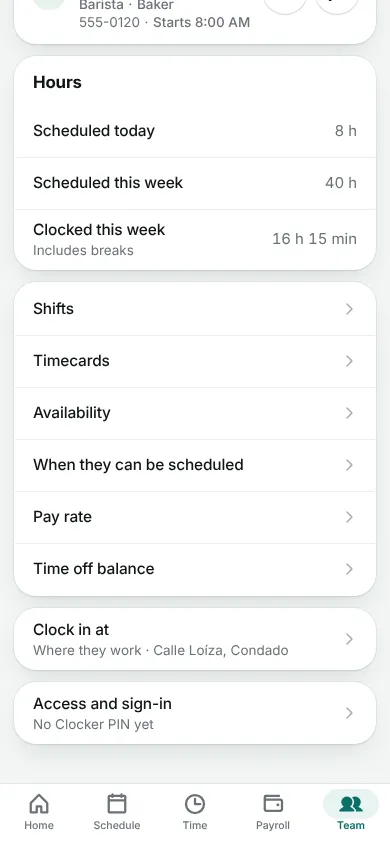 Barista · Baker
555-0120 · Starts 8:00 AM
Hours
Scheduled today
8 h
Scheduled this week
40 h
Clocked this week
Includes breaks
16 h 15 min
Shifts
Timecards
Availability
When they can be scheduled
Pay rate
Time off balance
Clock in at
Where they work · Calle Loíza, Condado
Access and sign-in
No Clocker PIN yet
Home
Schedule
Time
Payroll
Team